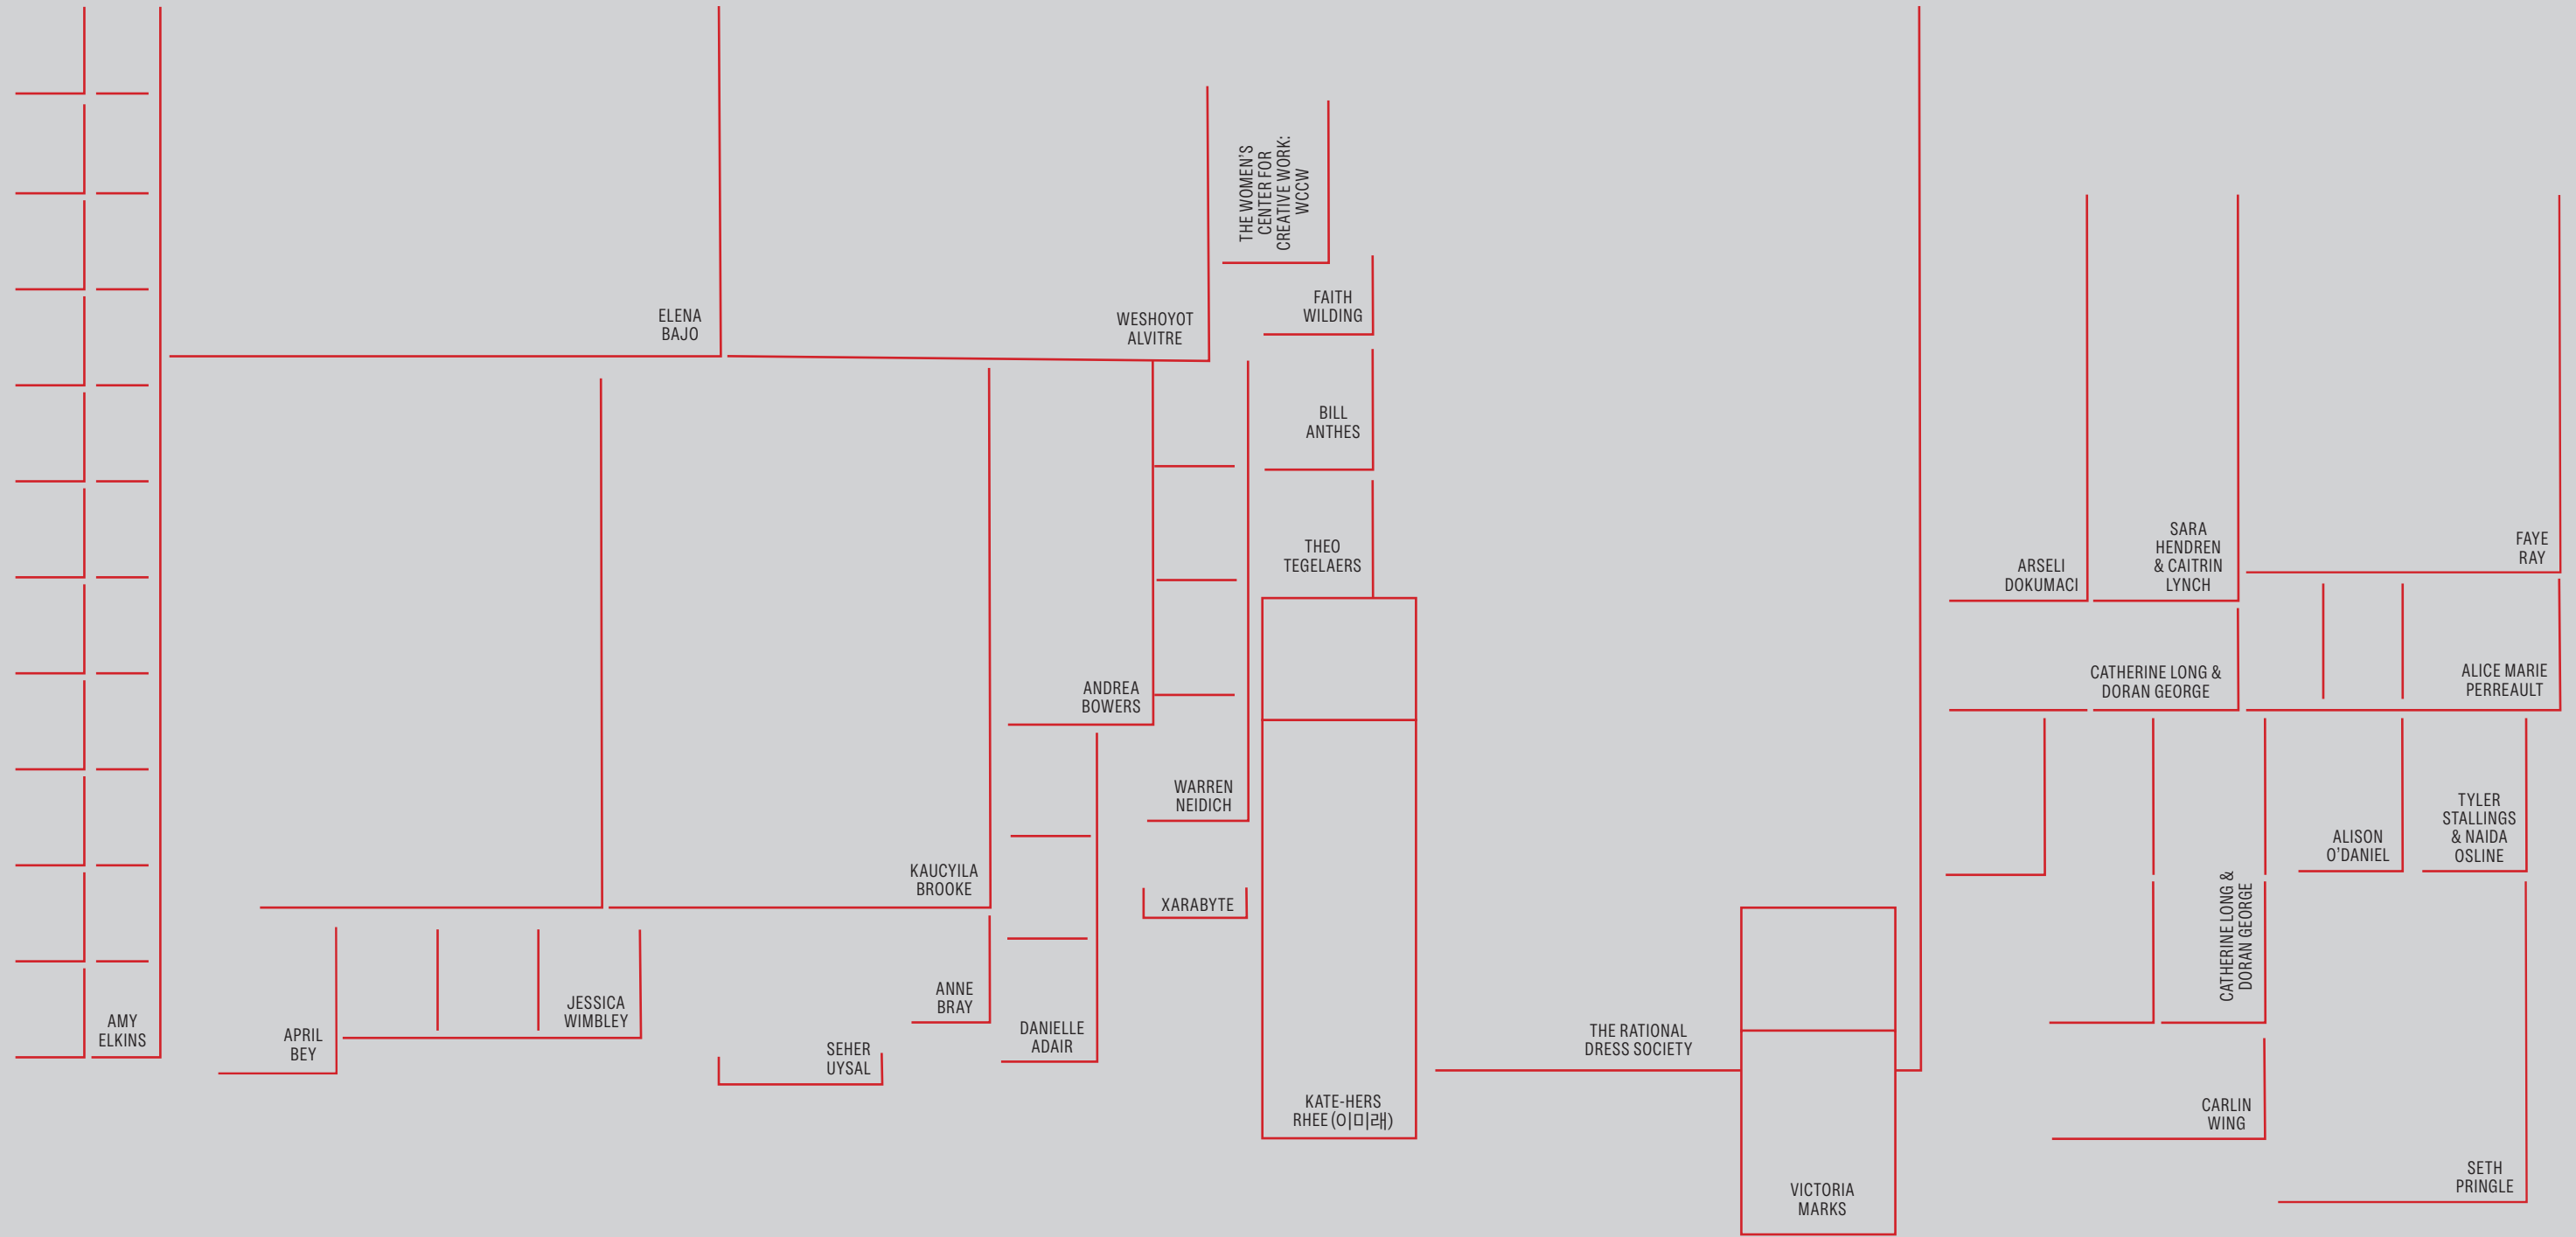 THE WOMEN'S
CENTER FOR
CREATIVE WORK:
WCCW
FAITH
WILDING
ELENA
BAJO
WESHOYOT
ALVITRE
BILL
ANTHES
THEO
TEGELAERS
ARSELI
DOKUMACI
SARA
HENDREN
& CAITRIN
LYNCH
FAYE
RAY
ANDREA
BOWERS
CATHERINE LONG &
DORAN GEORGE
ALICE MARIE
PERREAULT
WARREN
NEIDICH
KAUCYILA
BROOKE
XARABYTE
ALISON
O'DANIEL
TYLER
STALLINGS
& NAIDA
OSLINE
CATHERINE LONG &
DORAN GEORGE
AMY
ELKINS
APRIL
BEY
JESSICA
WIMBLEY
ANNE
BRAY
SEHER
UYSAL
DANIELLE
ADAIR
THE RATIONAL
DRESS SOCIETY
KATE-HERS
RHEE (이미래)
CARLIN
WING
VICTORIA
MARKS
SETH
PRINGLE